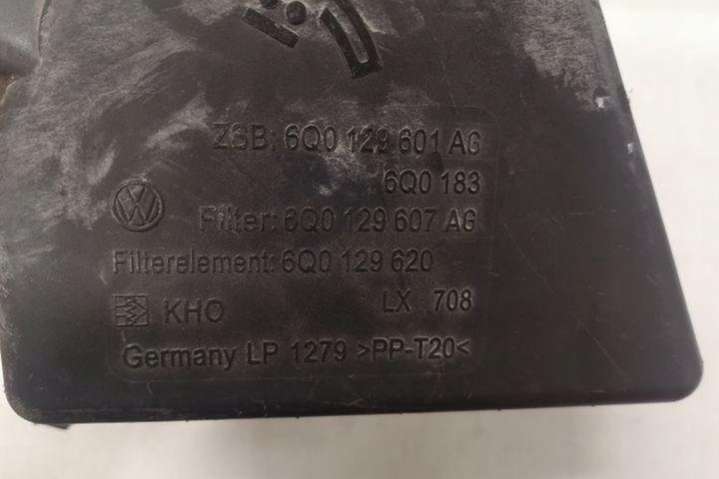 ZSB: 6Q0 129 601 AG
6Q0 183
Filter: 6Q0 129 607 AG
Filterelement: 6Q0 129 620
KHO LX 708
Germany LP 1279 >PP-T20<